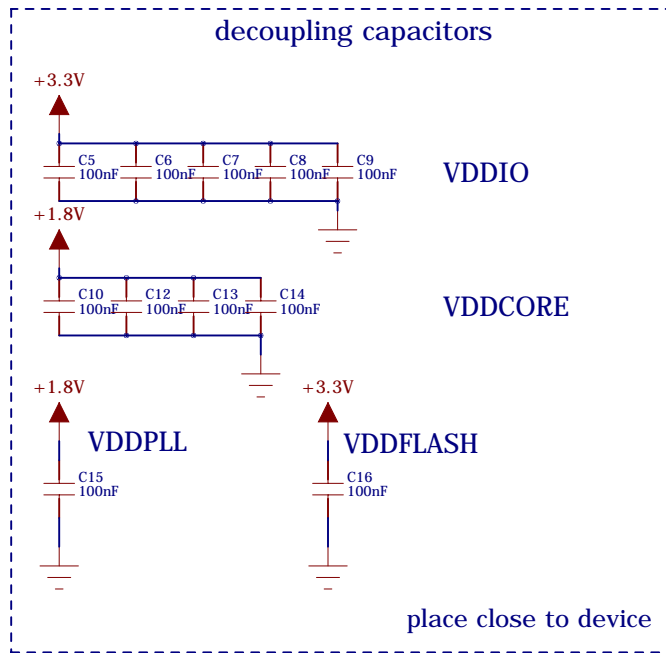 decoupling capacitors
+3.3V
C5 C6 C7 C8 C9
100nF 100nF 100nF 100nF 100nF
VDDIO
+1.8V
C10 C12 C13 C14
100nF 100nF 100nF 100nF
VDDCORE
+1.8V +3.3V
VDDPLL VDDFLASH
C15 C16
100nF 100nF
place close to device